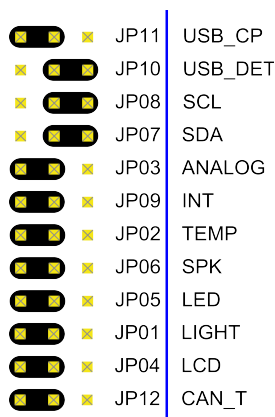 JP11 USB_CP
JP10 USB_DET
JP08 SCL
JP07 SDA
JP03 ANALOG
JP09 INT
JP02 TEMP
JP06 SPK
JP05 LED
JP01 LIGHT
JP04 LCD
JP12 CAN_T